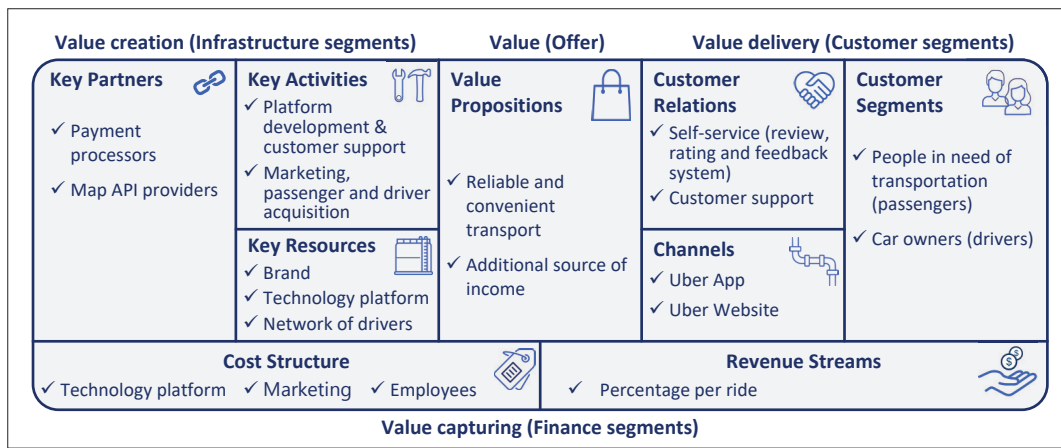 Value creation (Infrastructure segments)
Value (Offer)
Value delivery (Customer segments)
Key Partners
✓ Payment
processors
✓ Map API providers
Key Activities
✓ Platform
development &
customer support
✓ Marketing,
passenger and driver
acquisition
Key Resources
✓ Brand
✓ Technology platform
✓ Network of drivers
Value
Propositions
✓ Reliable and
convenient
transport
✓ Additional source of
income
Customer
Relations
✓ Self-service (review,
rating and feedback
system)
✓ Customer support
Channels
✓ Uber App
✓ Uber Website
Customer
Segments
✓ People in need of
transportation
(passengers)
✓ Car owners (drivers)
Cost Structure
✓ Technology platform ✓ Marketing ✓ Employees
Revenue Streams
✓ Percentage per ride
Value capturing (Finance segments)